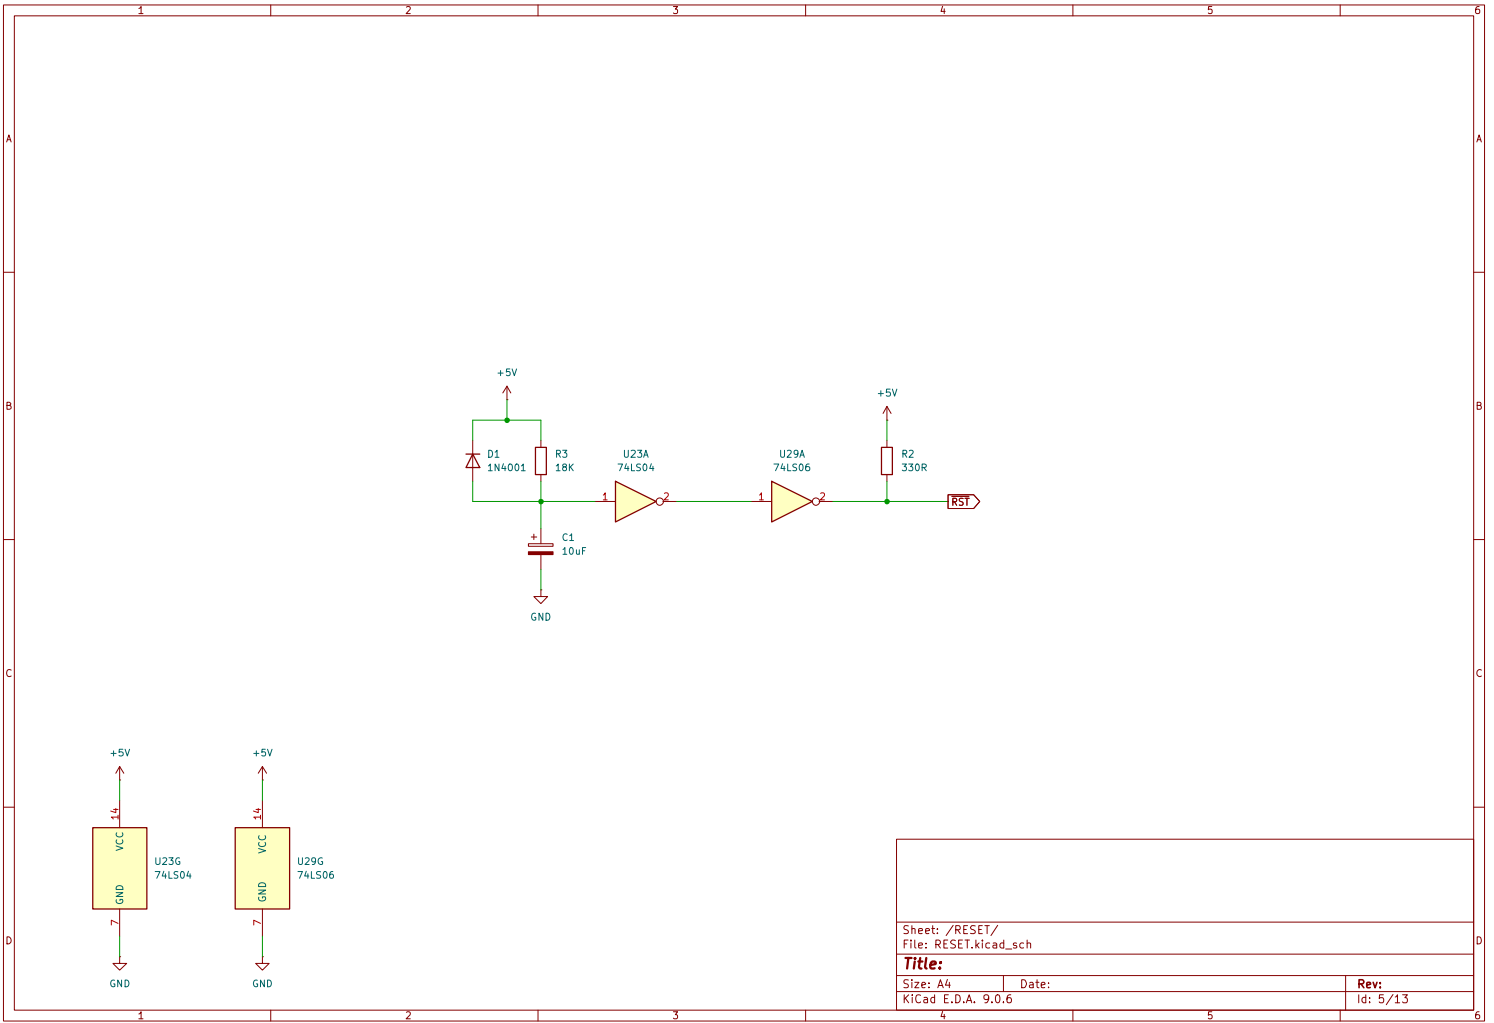 1 2 3 4 5 6
A A
+5V
+5V
B B
D1
1N4001
R3
18K
U23A
74LS04
U29A
74LS06
R2
330R
1 2
1 2
RST
+
C1
10uF
GND
C C
+5V
+5V
14
14
VCC
VCC
U23G
74LS04
U29G
74LS06
GND
GND
7
7
GND
GND
D D
Sheet: /RESET/
File: RESET.kicad_sch
Title:
Size: A4 Date: Rev:
KiCad E.D.A. 9.0.6 Id: 5/13
1 2 3 4 5 6